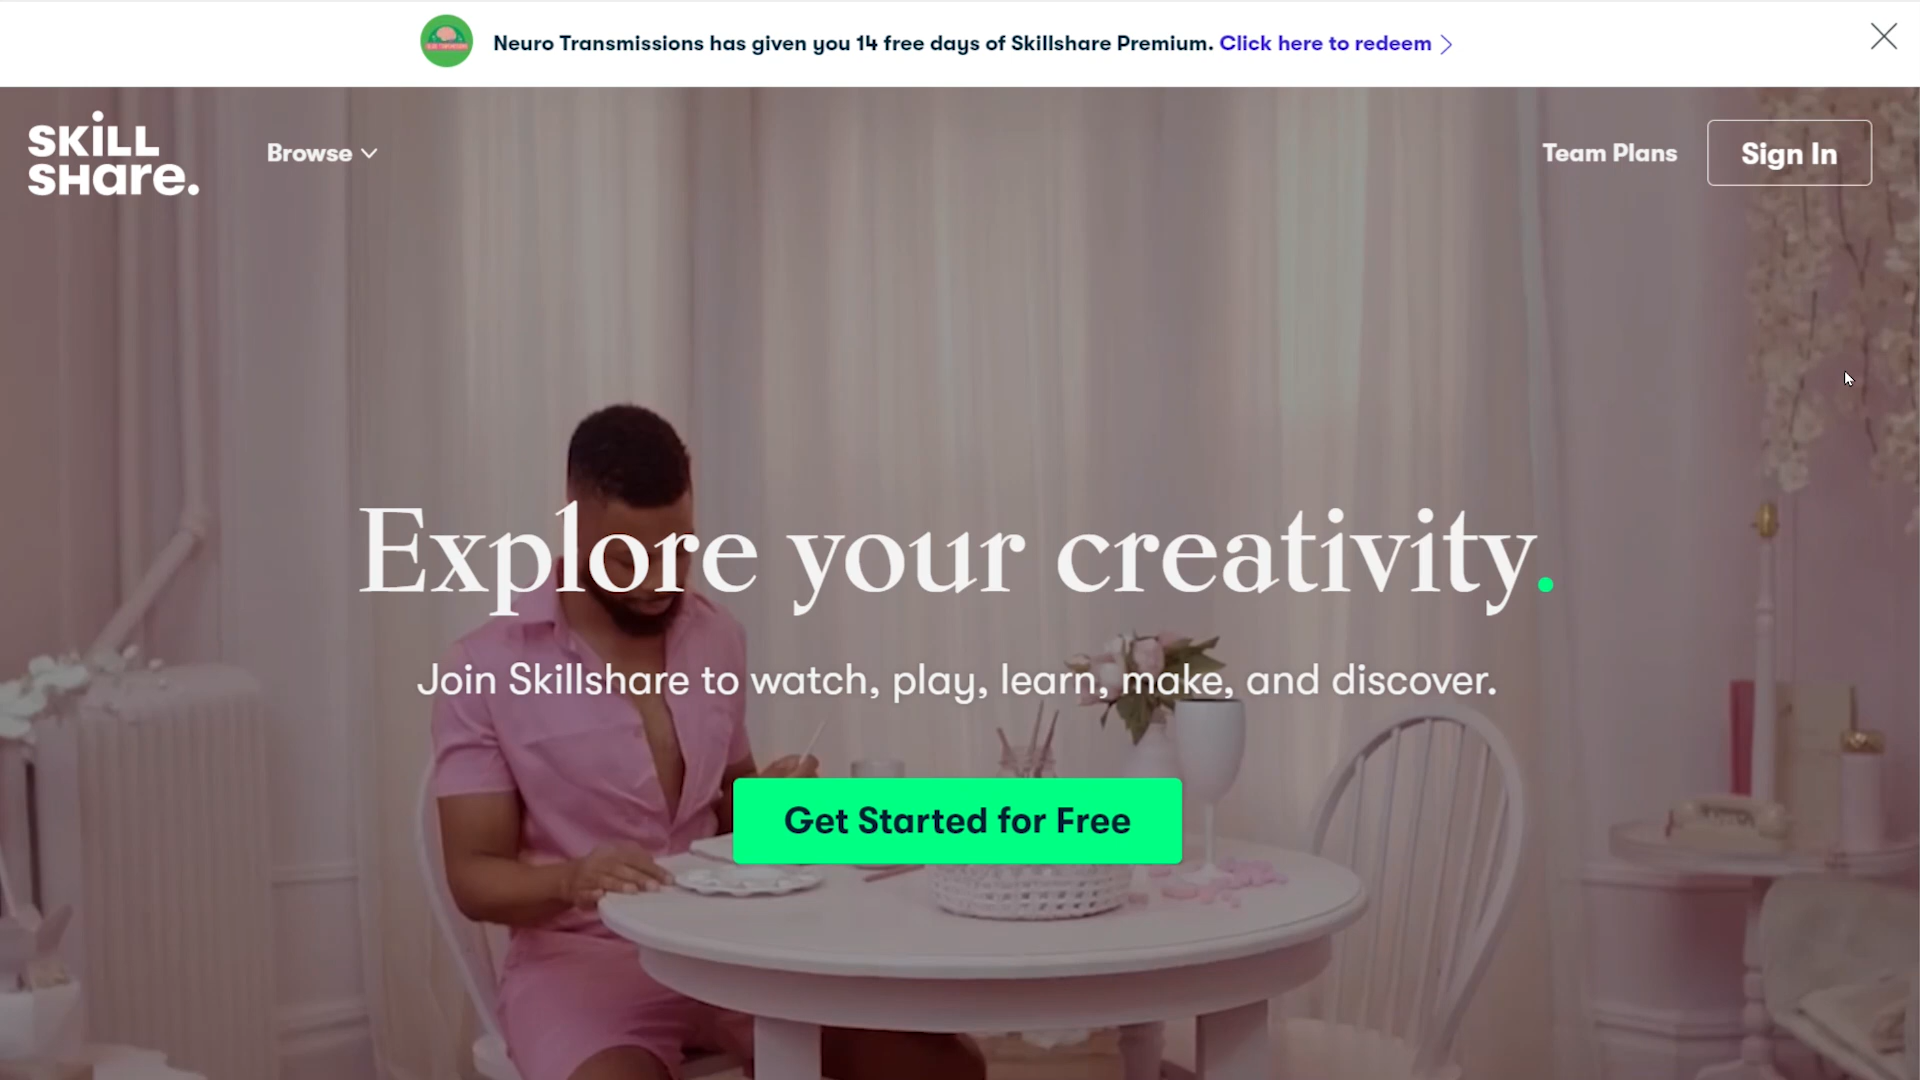 Neuro Transmissions has given you 14 free days of Skillshare Premium. Click here to redeem
SKiLL
SHare.
Browse
Team Plans
Sign In
Explore your creativity.
Join Skillshare to watch, play, learn, make, and discover.
Get Started for Free